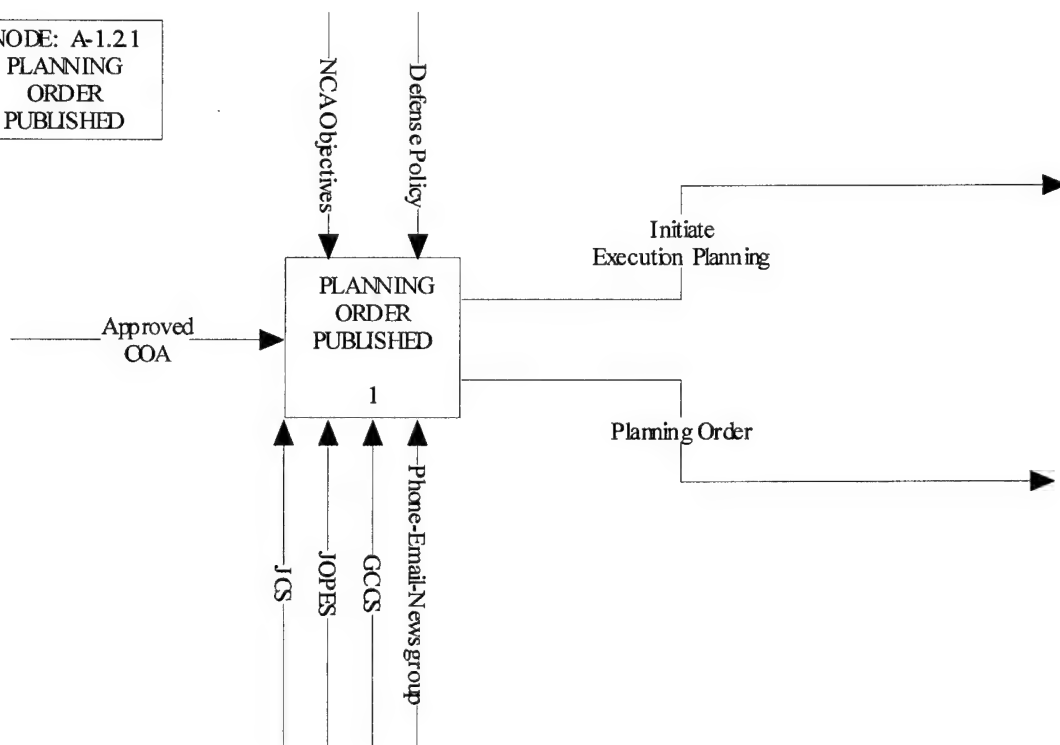 NODE: A-1.2.1
PLANNING
ORDER
PUBLISHED
NCA Objectives
Defense Policy
Initiate
Execution Planning
PLANNING
ORDER
PUBLISHED
1
Approved
COA
Planning Order
JCS
JOPES
GCCS
Phone-Email-Newsgroup